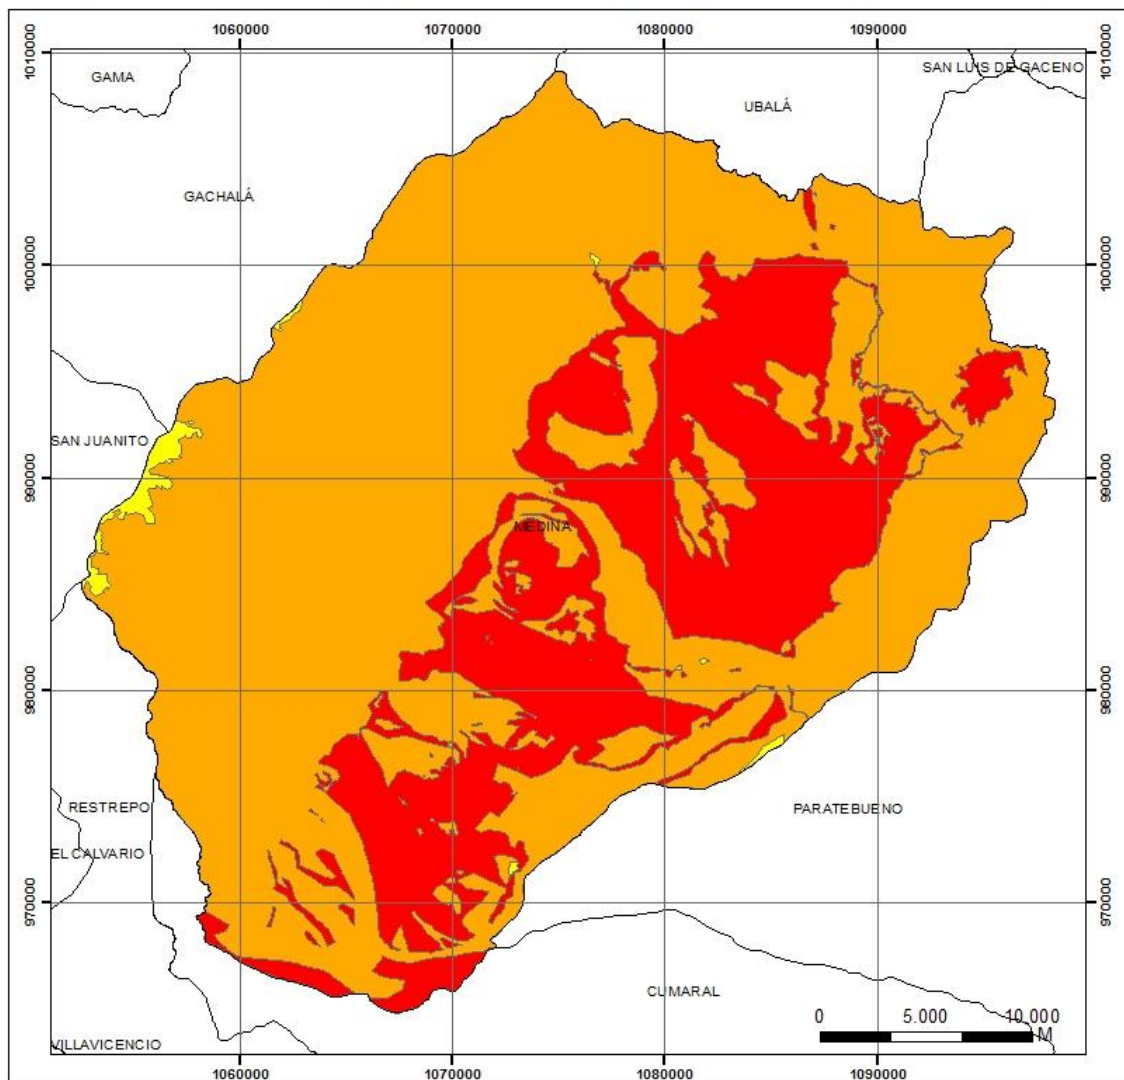 1060000 1070000 1080000 1090000
1010000 1010000
GAMA
SAN LUIS DE GACENO
UBALÁ
GACHALÁ
1000000 1000000
SAN JUANITO
990000 990000
MEDINA
980000 980000
RESTREPO
PARATEBUENO
EL CALVARIO
970000 970000
CUMARAL
0 5.000 10.000
M
VILLAVICENCIO
1060000 1070000 1080000 1090000